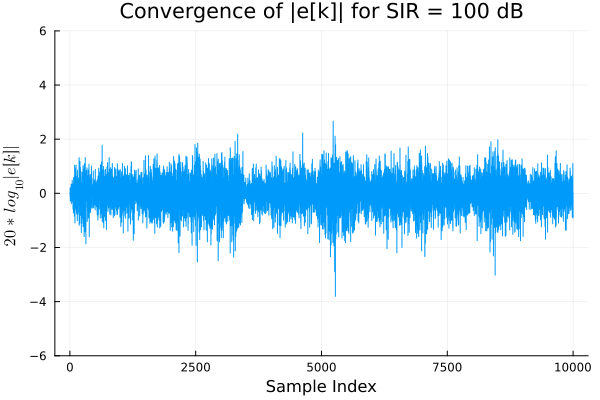 Convergence of |e[k]| for SIR = 100 dB
20 * log₁₀|e[k]|
6
4
2
0
−2
−4
−6
0 2500 5000 7500 10000
Sample Index